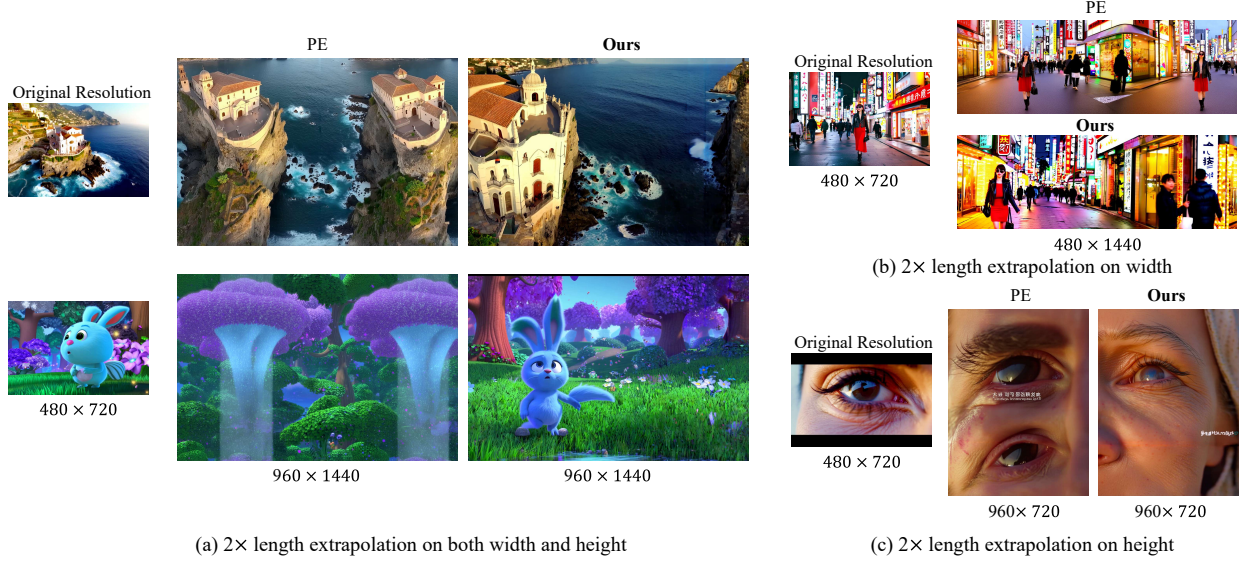 PE
Ours
Original Resolution
480 × 720
960 × 1440
960 × 1440
(a) 2× length extrapolation on both width and height
PE
Original Resolution
480 × 720
Ours
480 × 1440
(b) 2× length extrapolation on width
PE
Ours
Original Resolution
480 × 720
960× 720
960× 720
(c) 2× length extrapolation on height